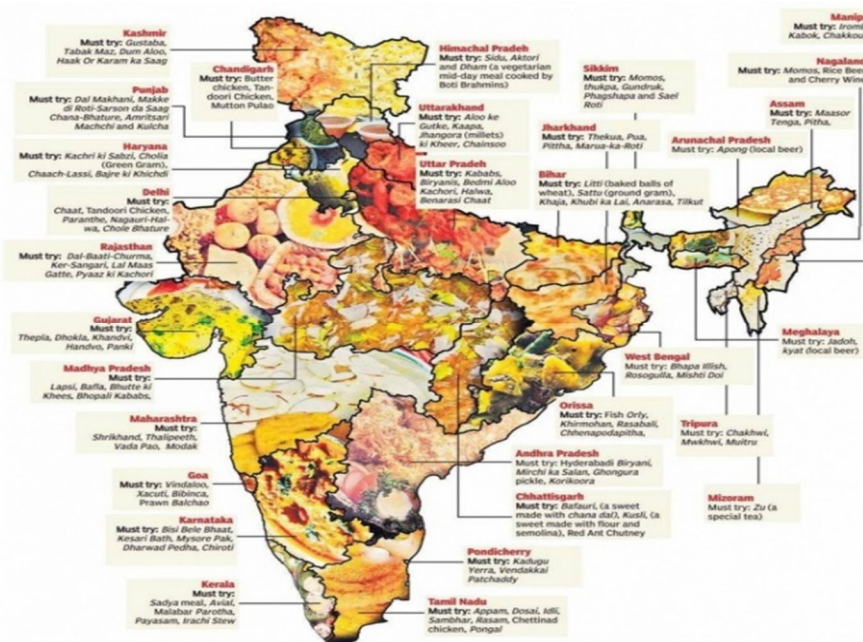 Kashmir
Must try: Gustaba,
Tabak Maz, Dum Aloo,
Haak Or Karam ka Saag
Chandigarh
Must try: Butter
chicken, Tan-
doori Chicken,
Mutton Pulao
Punjab
Must try: Dal Makhani, Makke
di Roti-Sarson da Saag
Chana-Bhature, Amritsari
Machchi and Kulcha
Haryana
Must try: Kachri ki Sabzi, Cholia
(Green Gram),
Chaach-Lassi, Bajre ki Khichdi
Delhi
Must try:
Chaat, Tandoori Chicken,
Paranthe, Nagauri-Hal-
wa, Chole Bhature
Rajasthan
Must try: Dal-Baati-Churma,
Ker-Sangari, Lal Maas
Gatte, Pyaaz ki Kachori
Gujarat
Must try:
Thepla, Dhokla, Khandvi,
Handvo, Panki
Madhya Pradesh
Must try:
Lapsi, Bafla, Bhutte ki
Khees, Bhopali Kababs,
Maharashtra
Must try:
Shrikhand, Thalipeeth,
Vada Pao, Modak
Goa
Must try: Vindaloo,
Xacuti, Bibinca,
Prawn Balchao
Karnataka
Must try: Bisi Bele Bhaat,
Kesari Bath, Mysore Pak,
Dharwad Pedha, Chiroti
Kerala
Must try:
Sadya meal, Avial,
Malabar Parotha,
Payasam, Irachi Stew
Himachal Pradeh
Must try: Sidu, Aktori
and Dham (a vegetarian
mid-day meal cooked by
Boti Brahmins)
Uttarakhand
Must try: Aloo ke
Gutke, Kaapa,
Jhangora (millets)
ki Kheer, Chainsoo
Uttar Pradeh
Must try: Kababs,
Biryanis, Bedmi Aloo
Kachori, Halwa,
Benarasi Chaat
Sikkim
Must try: Momos,
thukpa, Gundruk,
Phagshapa and Sael
Roti
Jharkhand
Must try: Thekua, Pua,
Pittha, Marua-ka-Roti
Bihar
Must try: Litti (baked balls of
wheat), Sattu (ground gram),
Khaja, Khubi ka Lai, Anarasa, Tilkut
Manip
Must try: Iromb
Kabok, Chakkou
Nagaland
Must try: Momos, Rice Beer
and Cherry Wine
Assam
Must try: Maasor
Tenga, Pitha,
Arunachal Pradesh
Must try: Apong (local beer)
Meghalaya
Must try: Jadoh,
kyat (local beer)
West Bengal
Must try: Bhapa Illish,
Rosogulla, Mishti Doi
Orissa
Must try: Fish Orly,
Khirmohan, Rasabali,
Chhenapodapitha,
Tripura
Must try: Chakhwi,
Mwkhwi, Muitru
Andhra Pradesh
Must try: Hyderabadi Biryani,
Mirchi ka Salan, Ghongura
pickle, Korikoora
Chhattisgarh
Must try: Bafauri, (a sweet
made with chana dal), Kusli, (a
sweet made with flour and
semolina), Red Ant Chutney
Mizoram
Must try: Zu (a
special tea)
Pondicherry
Must try: Kadugu
Yerra, Vendakkai
Patchaddy
Tamil Nadu
Must try: Appam, Dosai, Idli,
Sambhar, Rasam, Chettinad
chicken, Pongal